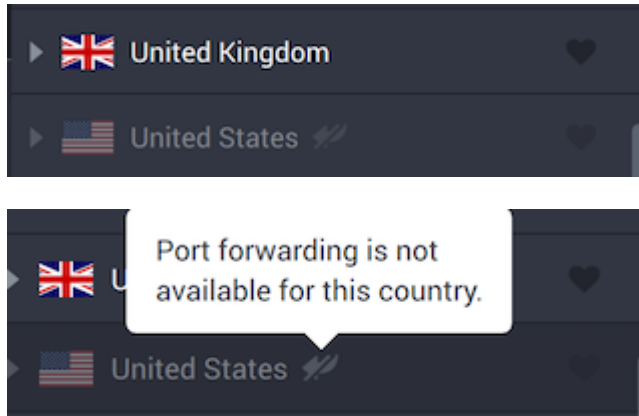 United Kingdom
United States
Port forwarding is not
available for this country.
U
United States